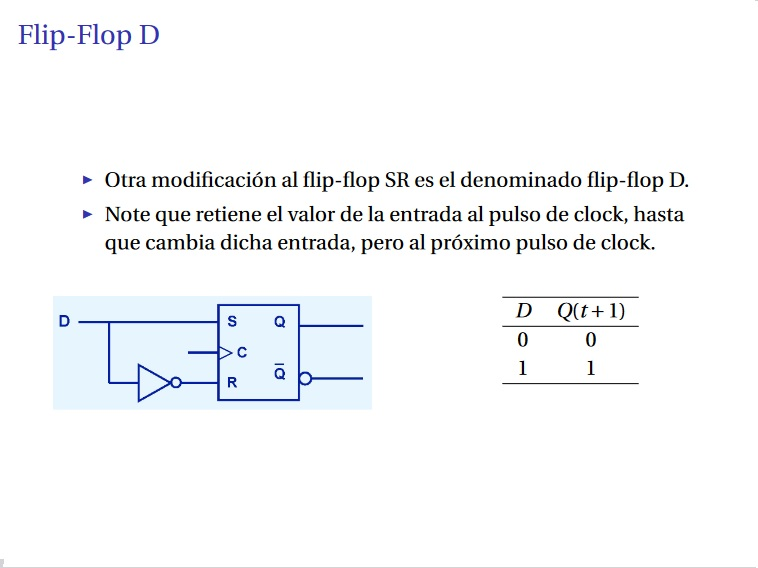 Flip-Flop D
▶ Otra modificación al flip-flop SR es el denominado flip-flop D.
▶ Note que retiene el valor de la entrada al pulso de clock, hasta
que cambia dicha entrada, pero al próximo pulso de clock.
D
S Q
C
R Q̅
D Q(t+1)
0 0
1 1